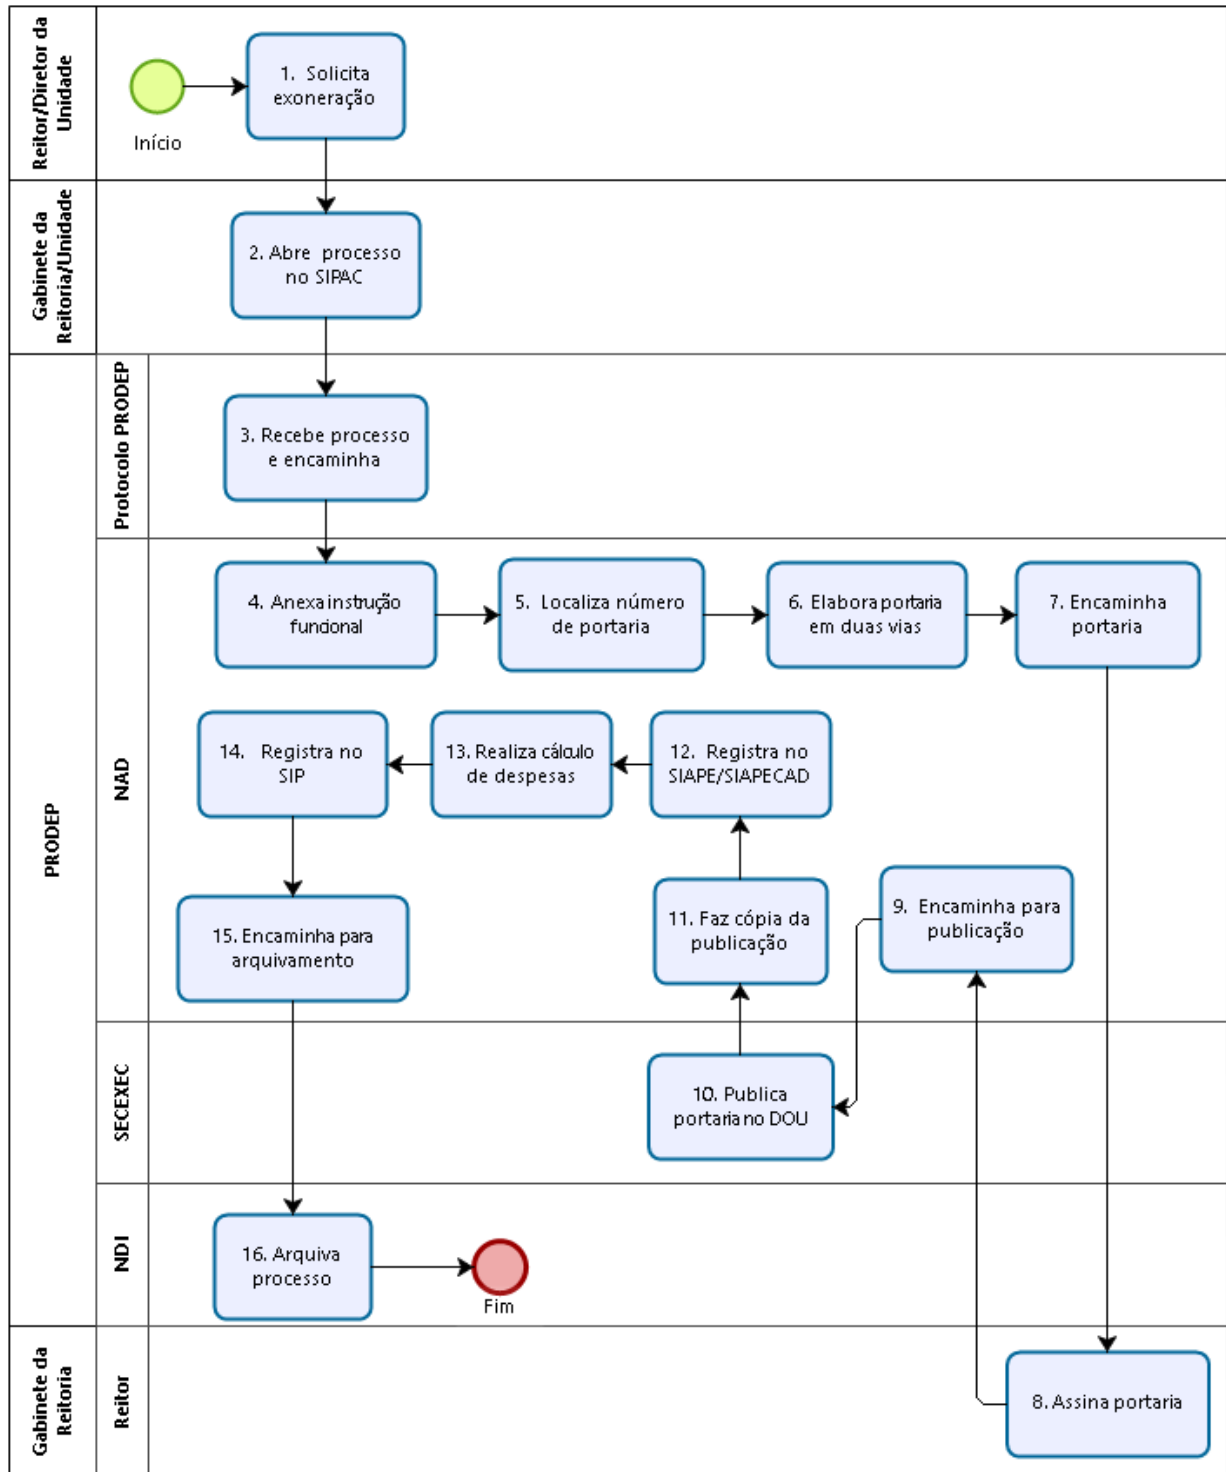 Reitor/Diretor da
Unidade
Início
1. Solicita
exoneração
Gabinete da
Reitoria/Unidade
2. Abre processo
no SIPAC
PRODEP
Protocolo PRODEP
3. Recebe processo
e encaminha
NAD
4. Anexa instrução
funcional
5. Localiza número
de portaria
6. Elabora portaria
em duas vias
7. Encaminha
portaria
14. Registra no
SIP
13. Realiza cálculo
de despesas
12. Registra no
SIAPE/SIAPECAD
15. Encaminha para
arquivamento
11. Faz cópia da
publicação
9. Encaminha para
publicação
SECEXEC
10. Publica
portaria no DOU
NDI
16. Arquiva
processo
Fim
Gabinete da
Reitoria
Reitor
8. Assina portaria